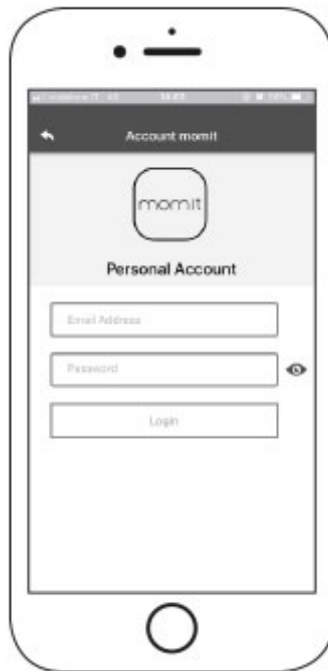 Account momit
momit
Personal Account
Email Address
Password
Login